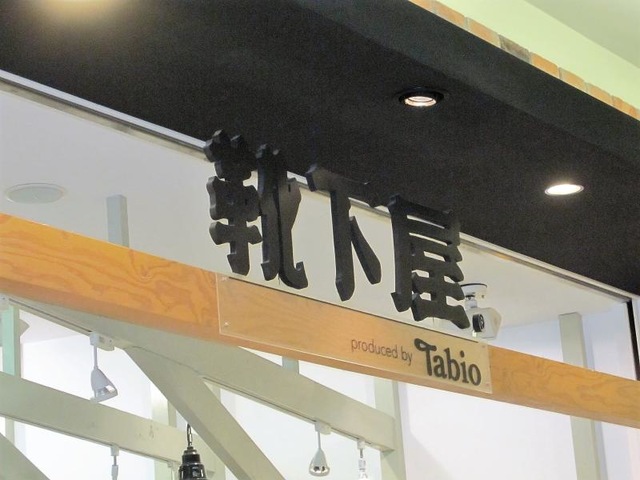 靴下屋
produced by Tabio